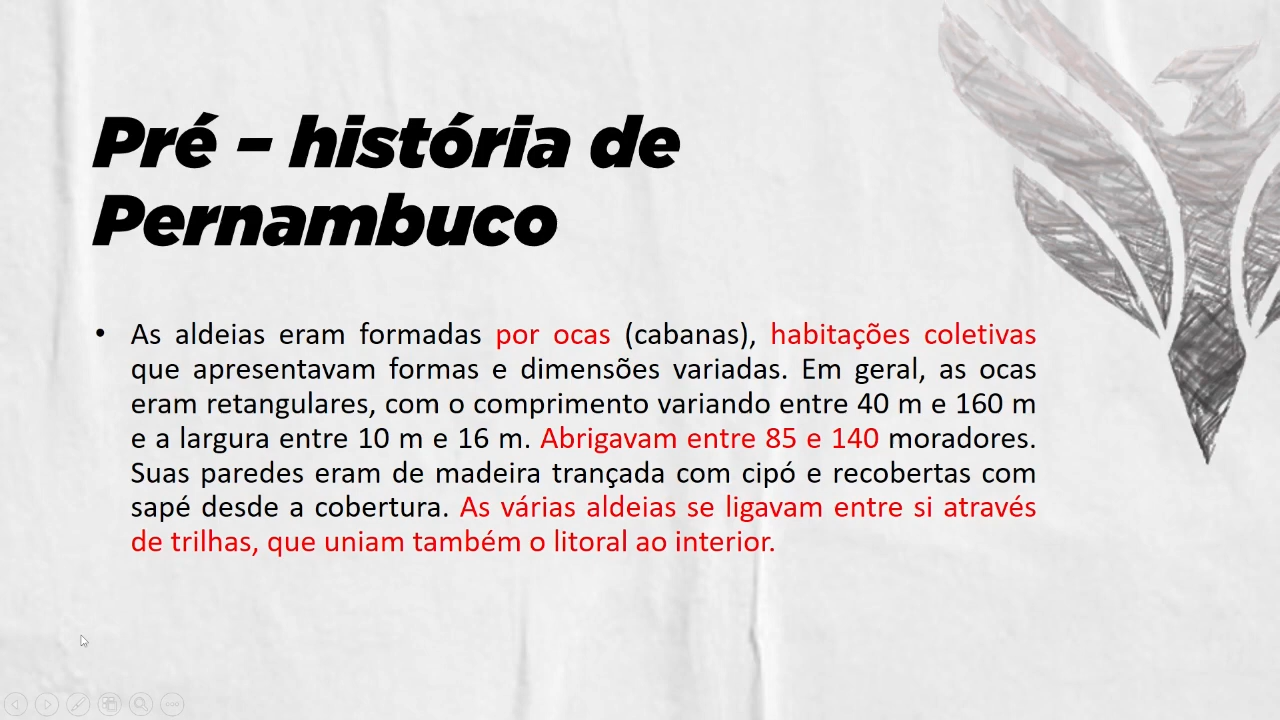 Pré – história de
Pernambuco
• As aldeias eram formadas por ocas (cabanas), habitações coletivas
que apresentavam formas e dimensões variadas. Em geral, as ocas
eram retangulares, com o comprimento variando entre 40 m e 160 m
e a largura entre 10 m e 16 m. Abrigavam entre 85 e 140 moradores.
Suas paredes eram de madeira trançada com cipó e recobertas com
sapé desde a cobertura. As várias aldeias se ligavam entre si através
de trilhas, que uniam também o litoral ao interior.